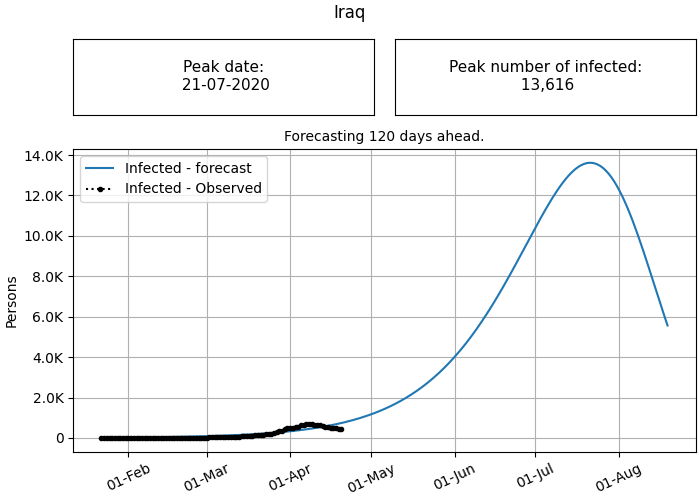 Iraq
Peak date:
21-07-2020
Peak number of infected:
13,616
Forecasting 120 days ahead.
Infected - forecast
Infected - Observed
Persons
14.0K
12.0K
10.0K
8.0K
6.0K
4.0K
2.0K
0
01-Feb
01-Mar
01-Apr
01-May
01-Jun
01-Jul
01-Aug